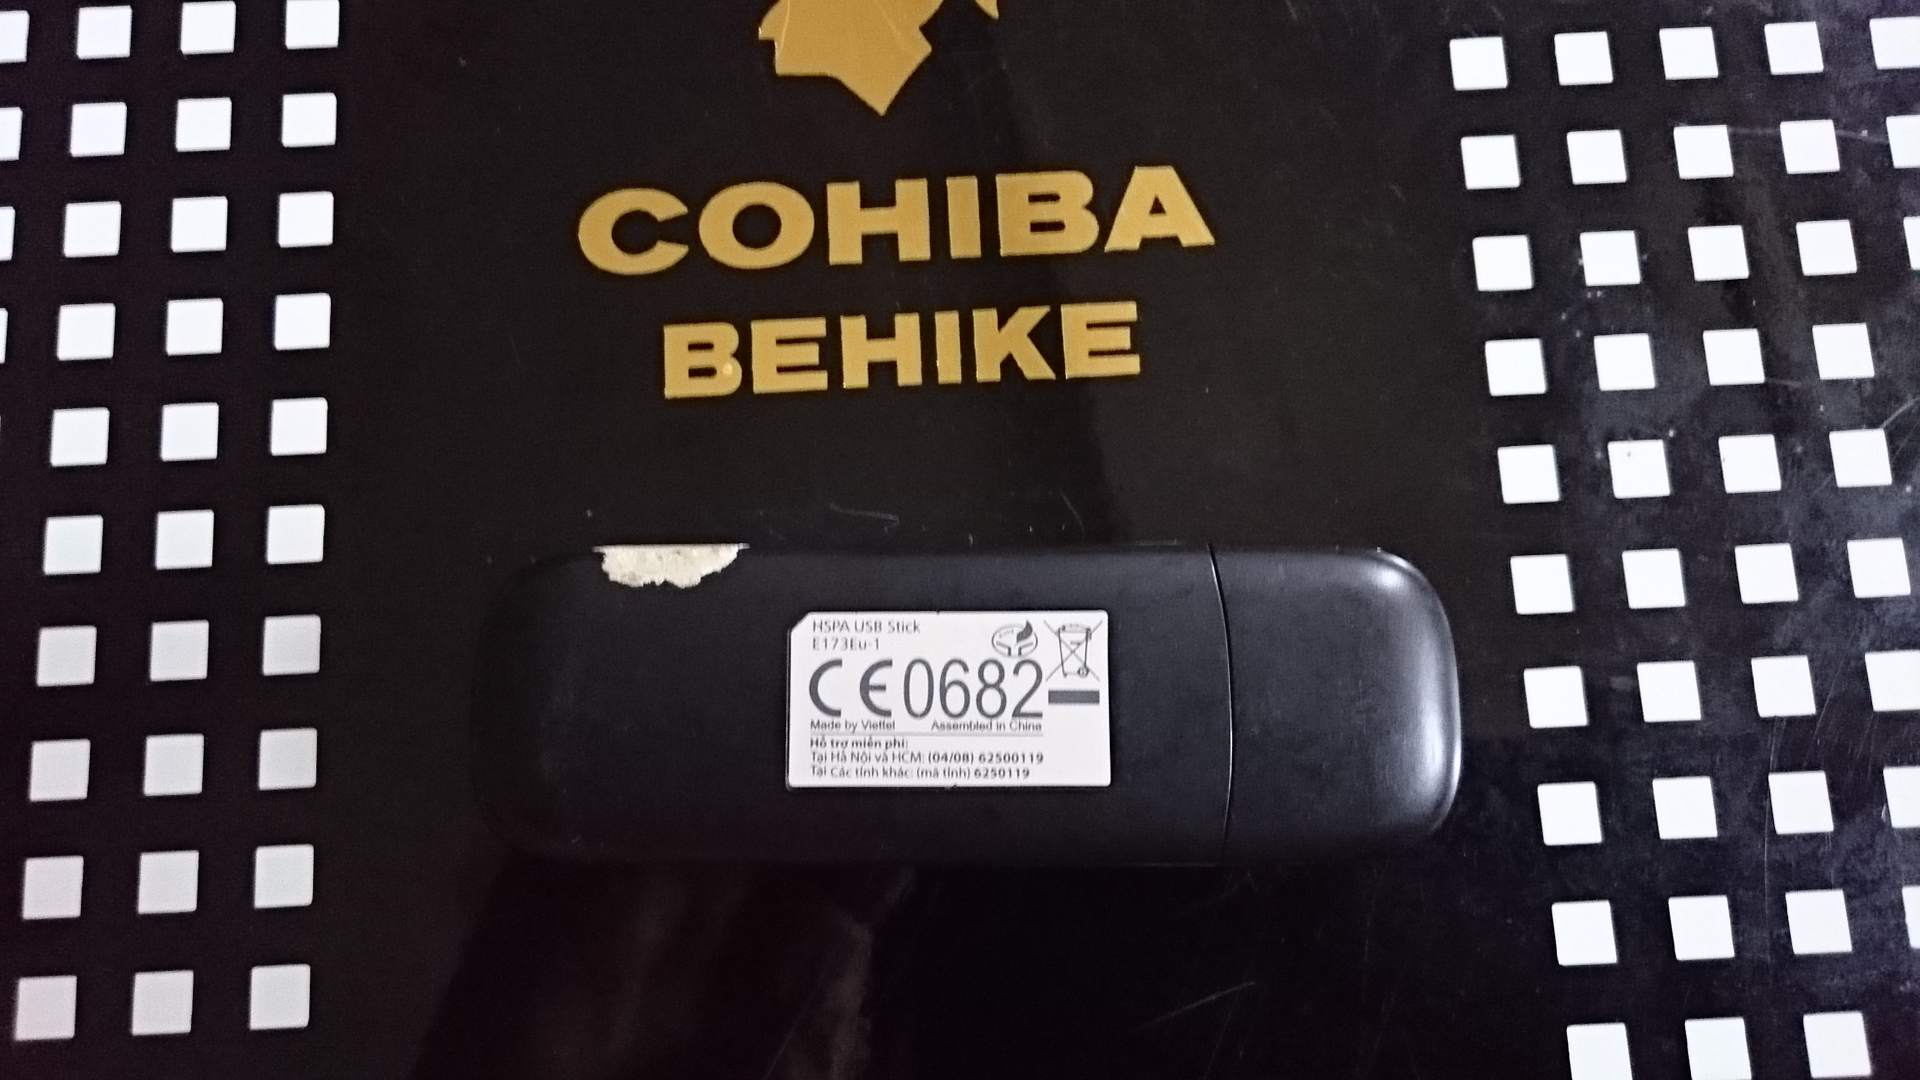 COHIBA
BEHIKE
HSPA USB Stick
E173Eu-1
CE0682
Made by Viettel Assembled in China
Hỗ trợ miễn phí:
Tại Hà Nội và HCM: (04/08) 62500119
Tại Các tỉnh khác: (mã tỉnh) 6250119